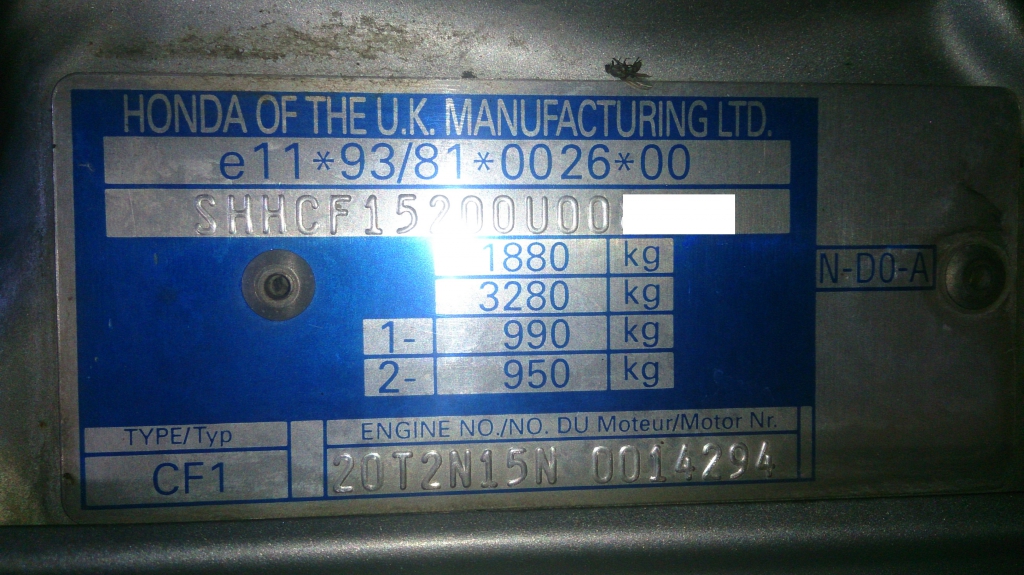 HONDA OF THE U.K. MANUFACTURING LTD.
e11*93/81*0026*00
SHHCF15200U00
1880 kg
3280 kg
N-D0-A
1- 990 kg
2- 950 kg
TYPE/Typ
ENGINE NO./NO. DU Moteur/Motor Nr.
CF1
20T2N15N 0014294